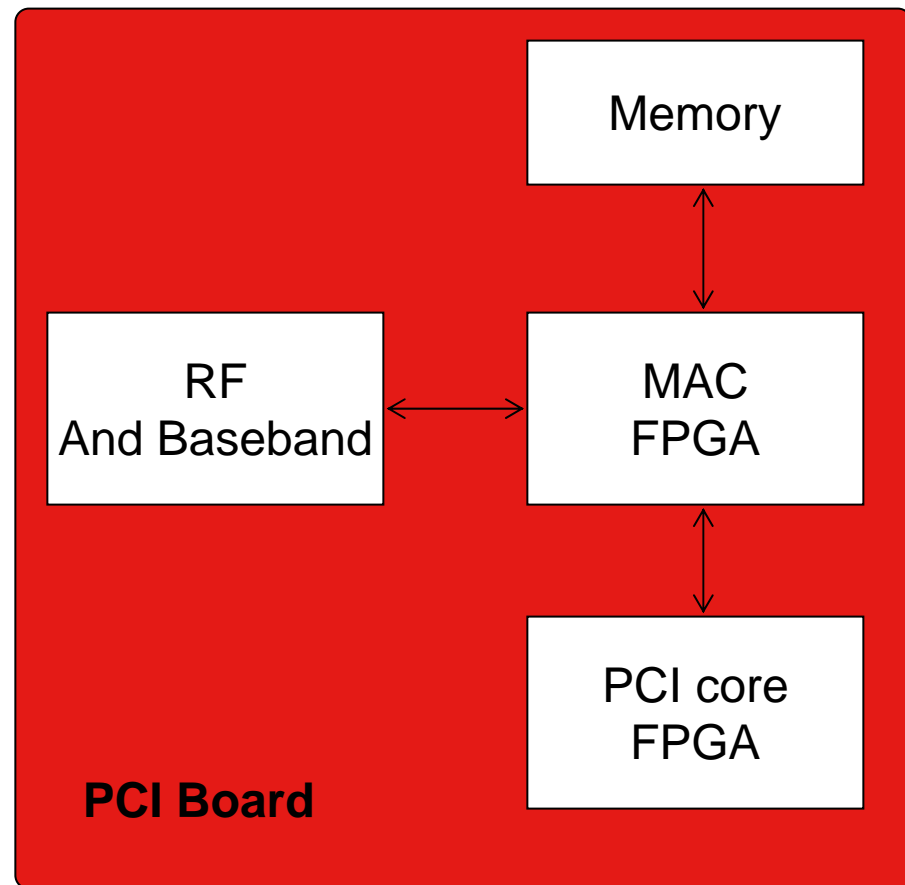 Memory
RF
And Baseband
MAC
FPGA
PCI core
FPGA
PCI Board